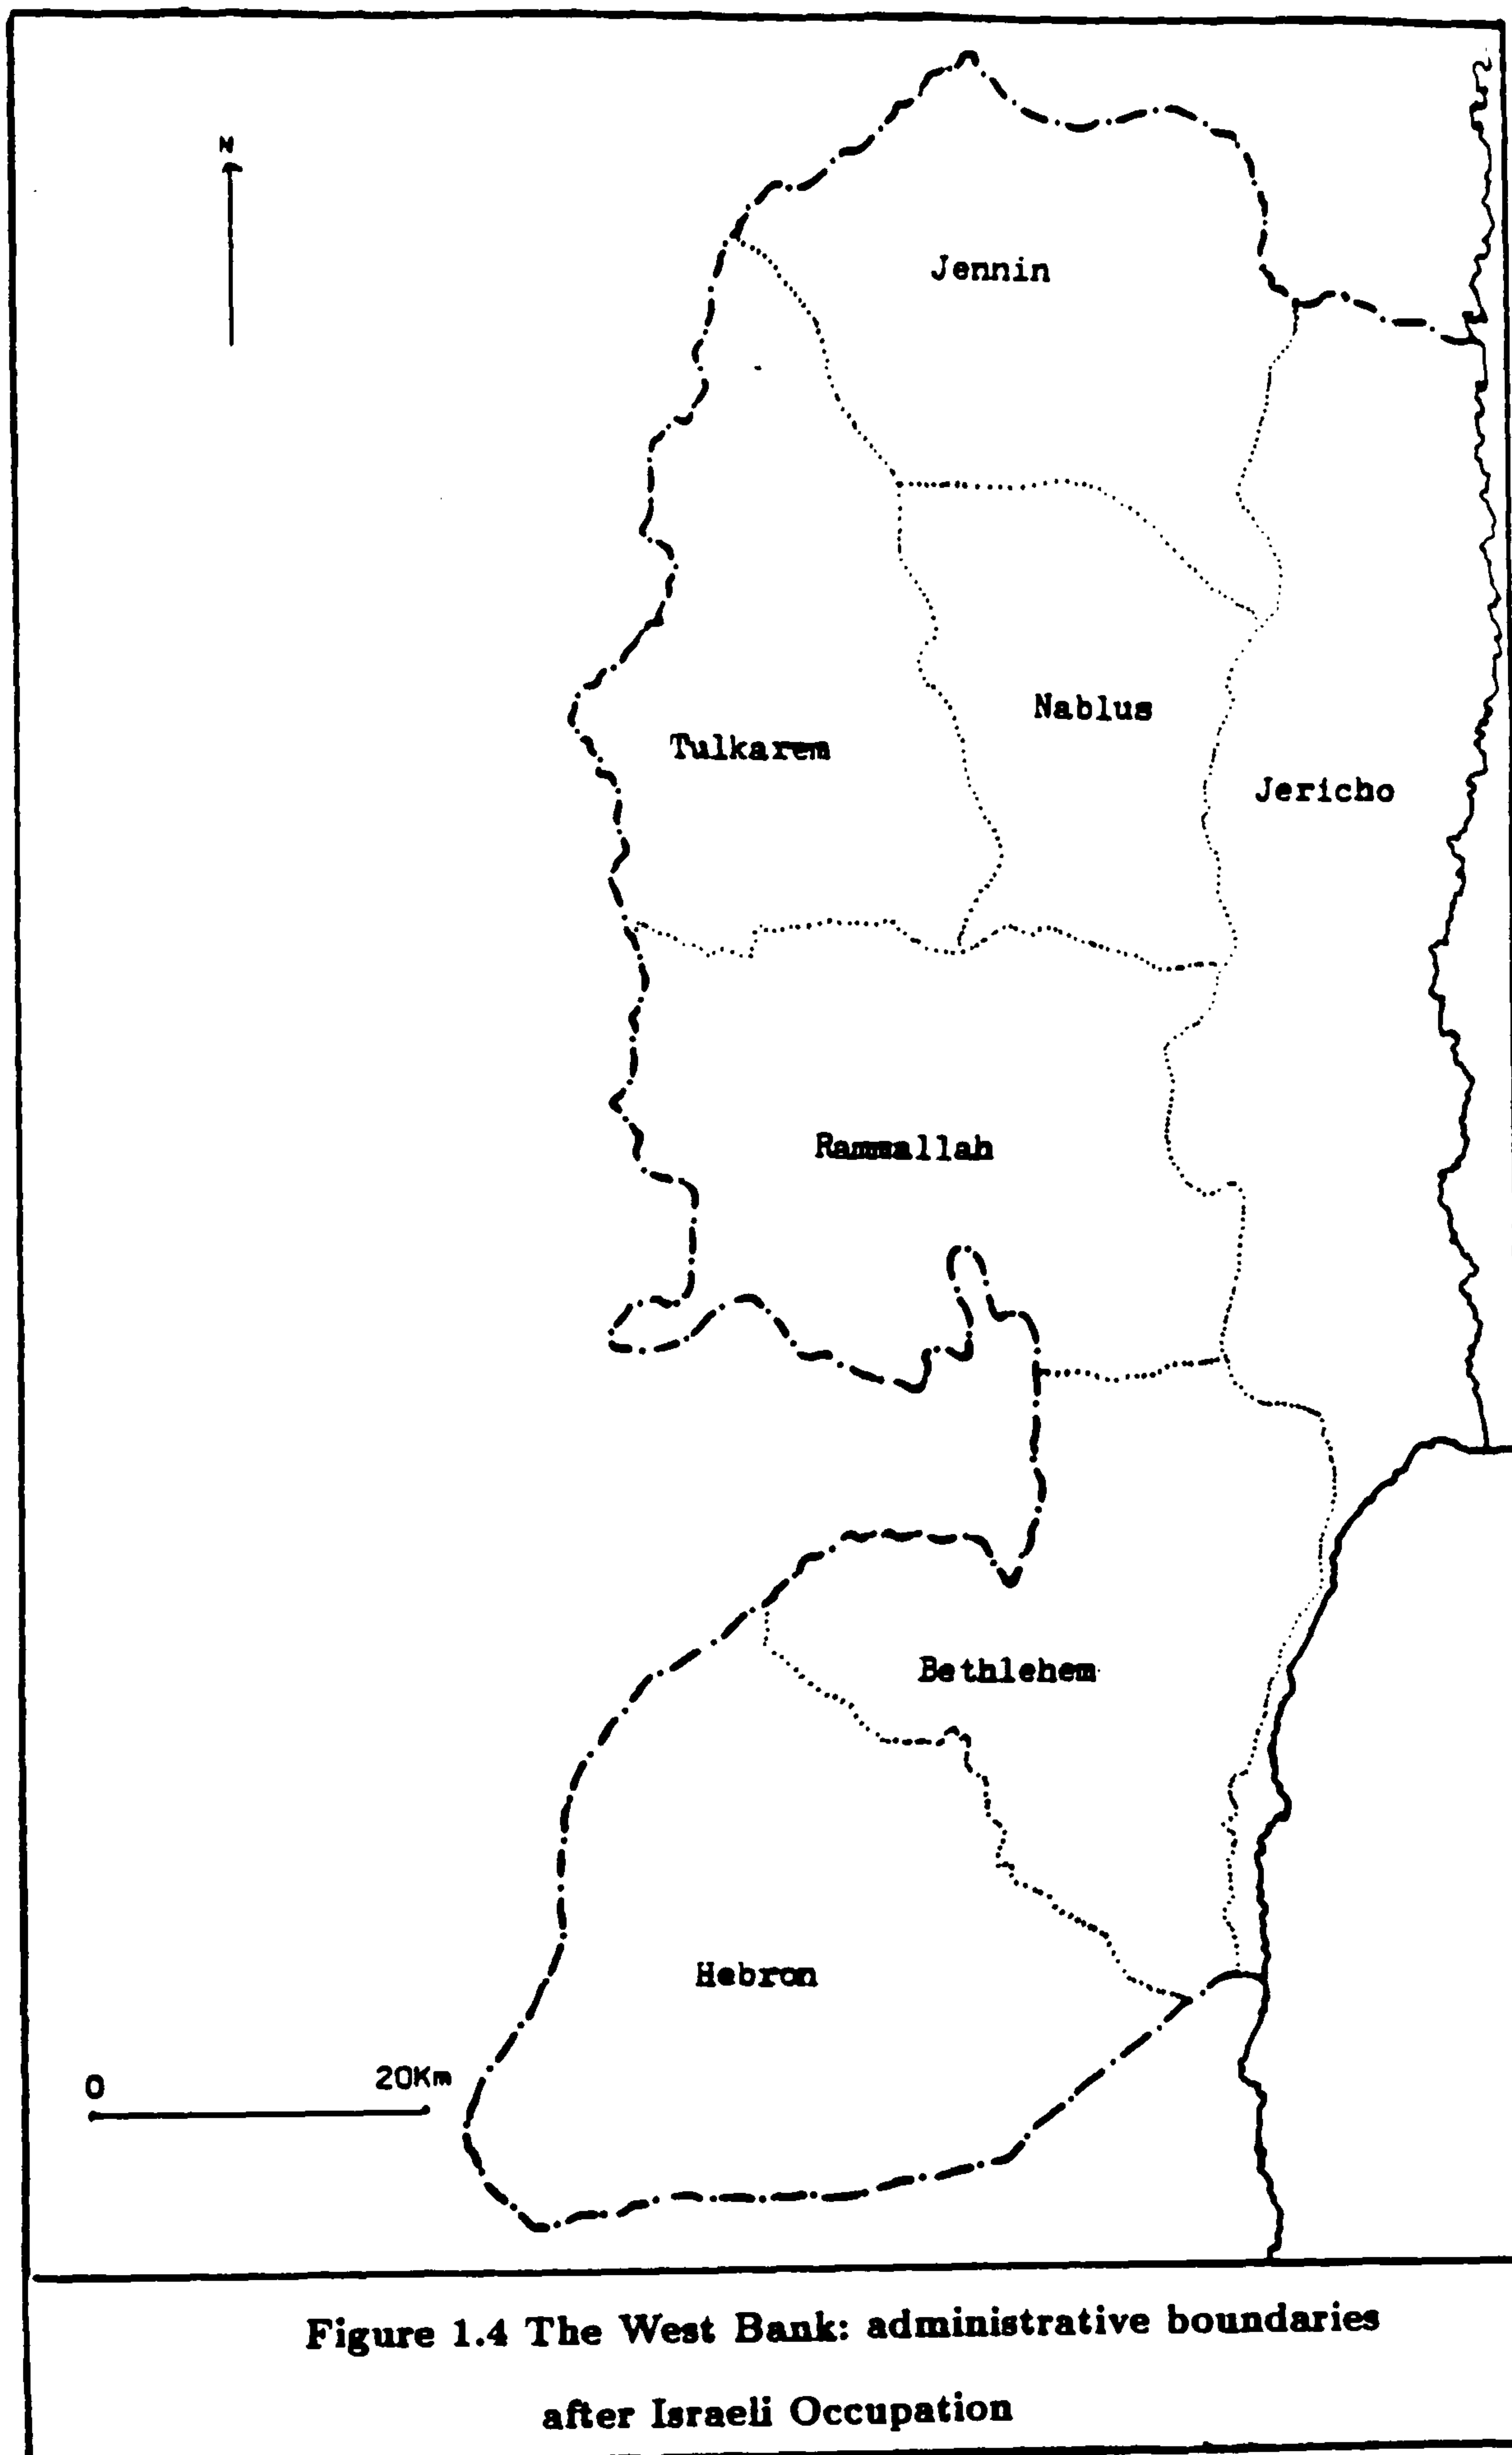 N
Jennin
Nablus
Tulkarem
Jericho
Rammallah
Bethlehem
Hebron
0 20Km
Figure 1.4 The West Bank: administrative boundaries
after Israeli Occupation